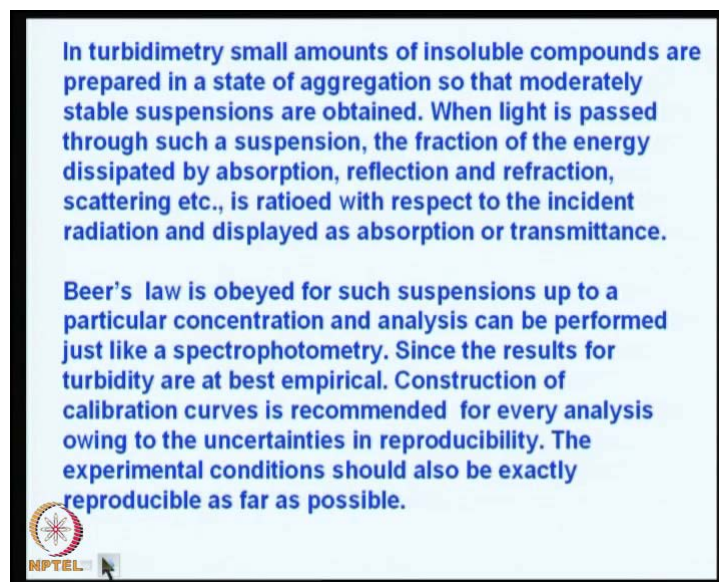 In turbidimetry small amounts of insoluble compounds are
prepared in a state of aggregation so that moderately
stable suspensions are obtained. When light is passed
through such a suspension, the fraction of the energy
dissipated by absorption, reflection and refraction,
scattering etc., is ratioed with respect to the incident
radiation and displayed as absorption or transmittance.
Beer's law is obeyed for such suspensions up to a
particular concentration and analysis can be performed
just like a spectrophotometry. Since the results for
turbidity are at best empirical. Construction of
calibration curves is recommended for every analysis
owing to the uncertainties in reproducibility. The
experimental conditions should also be exactly
reproducible as far as possible.
NPTEL